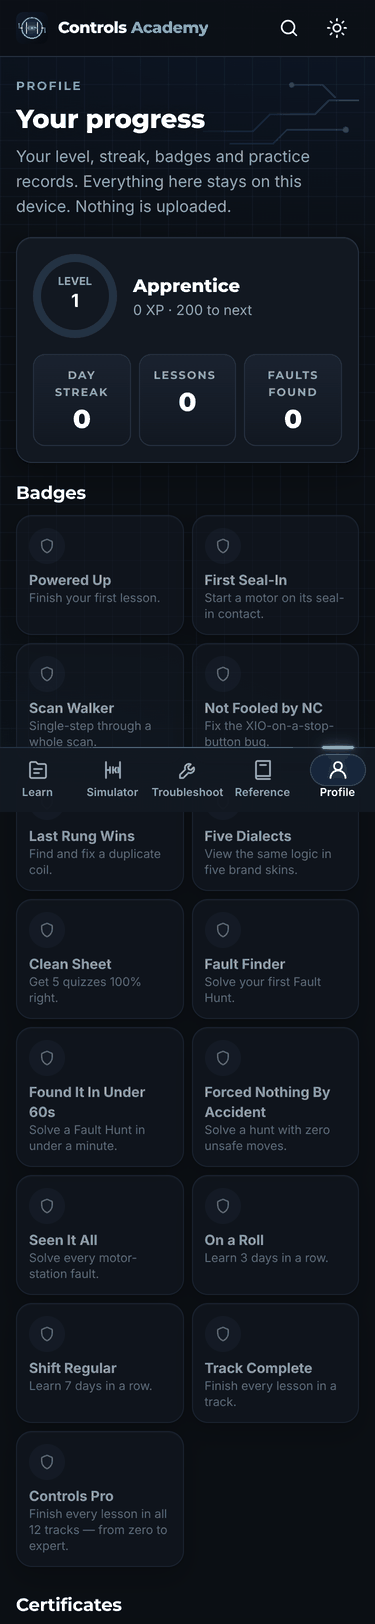 Controls Academy
PROFILE
Your progress
Your level, streak, badges and practice
records. Everything here stays on this
device. Nothing is uploaded.
LEVEL
1
Apprentice
0 XP · 200 to next
DAY
STREAK
0
LESSONS
0
FAULTS
FOUND
0
Badges
Powered Up
Finish your first lesson.
First Seal-In
Start a motor on its seal-
in contact.
Scan Walker
Single-step through a
whole scan.
Not Fooled by NC
Fix the XIO-on-a-stop-
button bug.
Learn
Simulator
Troubleshoot
Reference
Profile
Last Rung Wins
Find and fix a duplicate
coil.
Five Dialects
View the same logic in
five brand skins.
Clean Sheet
Get 5 quizzes 100%
right.
Fault Finder
Solve your first Fault
Hunt.
Found It In Under
60s
Solve a Fault Hunt in
under a minute.
Forced Nothing By
Accident
Solve a hunt with zero
unsafe moves.
Seen It All
Solve every motor-
station fault.
On a Roll
Learn 3 days in a row.
Shift Regular
Learn 7 days in a row.
Track Complete
Finish every lesson in a
track.
Controls Pro
Finish every lesson in all
12 tracks — from zero to
expert.
Certificates